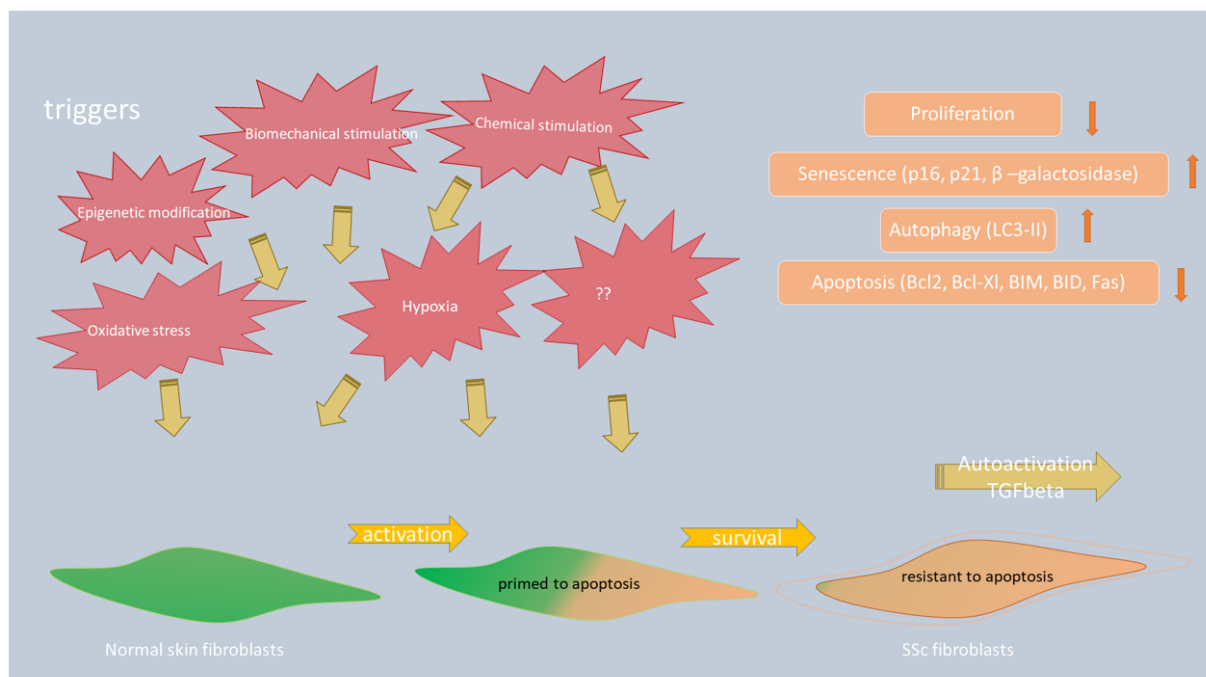 triggers
Biomechanical stimulation
Chemical stimulation
Epigenetic modification
Oxidative stress
Hypoxia
??
Proliferation
Senescence (p16, p21, β –galactosidase)
Autophagy (LC3-II)
Apoptosis (Bcl2, Bcl-Xl, BIM, BID, Fas)
Autoactivation
TGFbeta
activation
survival
primed to apoptosis
resistant to apoptosis
Normal skin fibroblasts
SSc fibroblasts